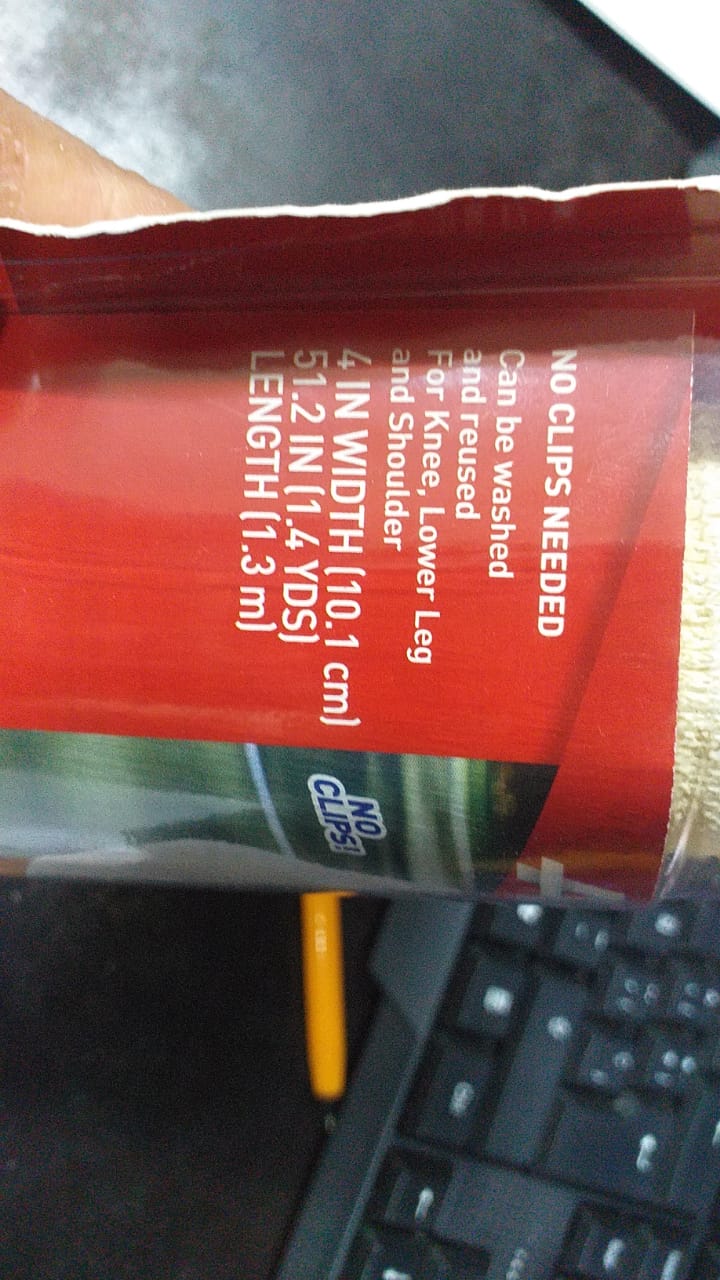 NO CLIPS NEEDED
Can be washed
and reused
For Knee, Lower Leg
and Shoulder
4 IN WIDTH (10.1 cm)
51.2 IN (1.4 YDS)
LENGTH (1.3 m)
NO
CLIPS!